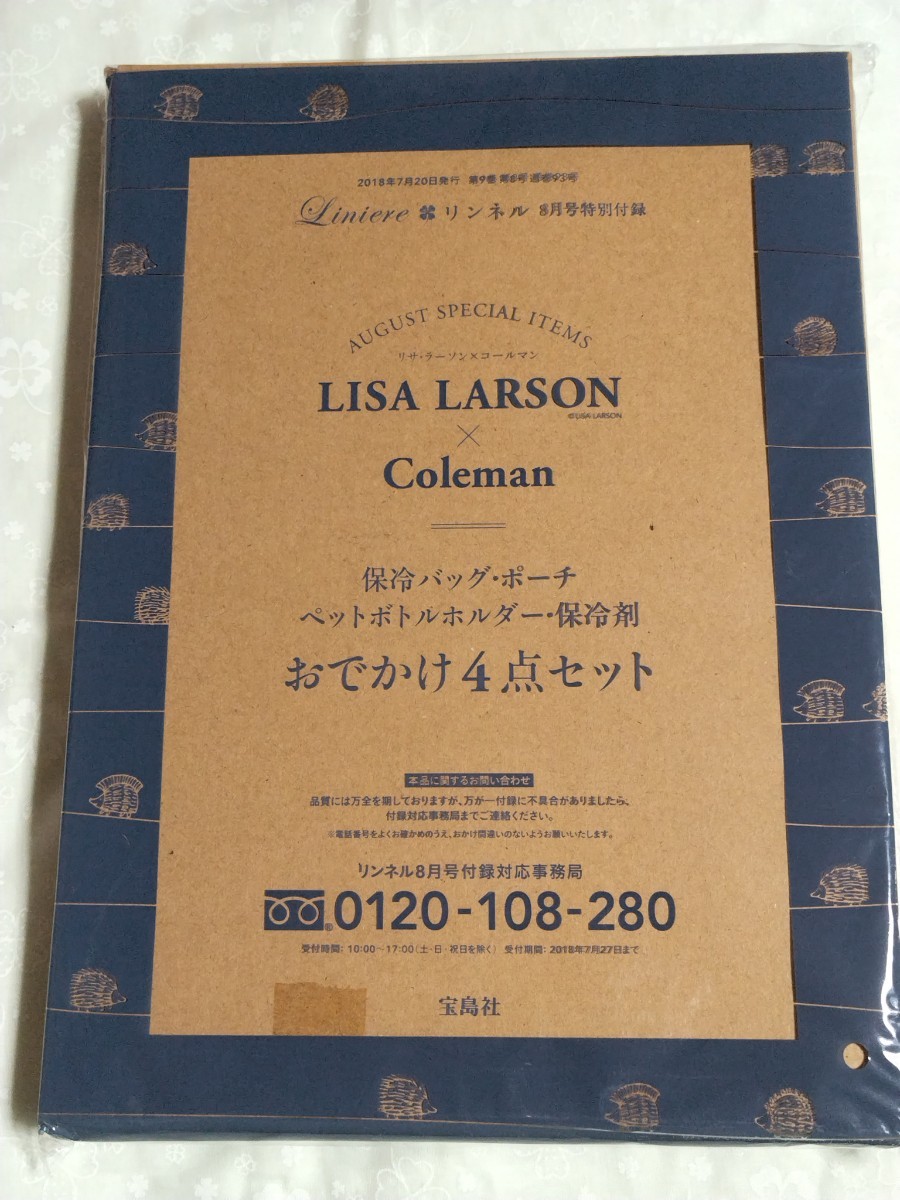 2018年7月20日発行 第9巻 第8号 通巻93号
Liniere リンネル 8月号特別付録
AUGUST SPECIAL ITEMS
リサ・ラーソン×コールマン
LISA LARSON
©LISA LARSON
×
Coleman
保冷バッグ・ポーチ
ペットボトルホルダー・保冷剤
おでかけ4点セット
本品に関するお問い合わせ
品質には万全を期しておりますが、万が一付録に不具合がありましたら、
付録対応事務局までご連絡ください。
※電話番号をよくお確かめのうえ、おかけ間違いのないようお願いいたします。
リンネル8月号付録対応事務局
0120-108-280
受付時間：10:00～17:00（土・日・祝日を除く） 受付期間：2018年7月27日まで
宝島社